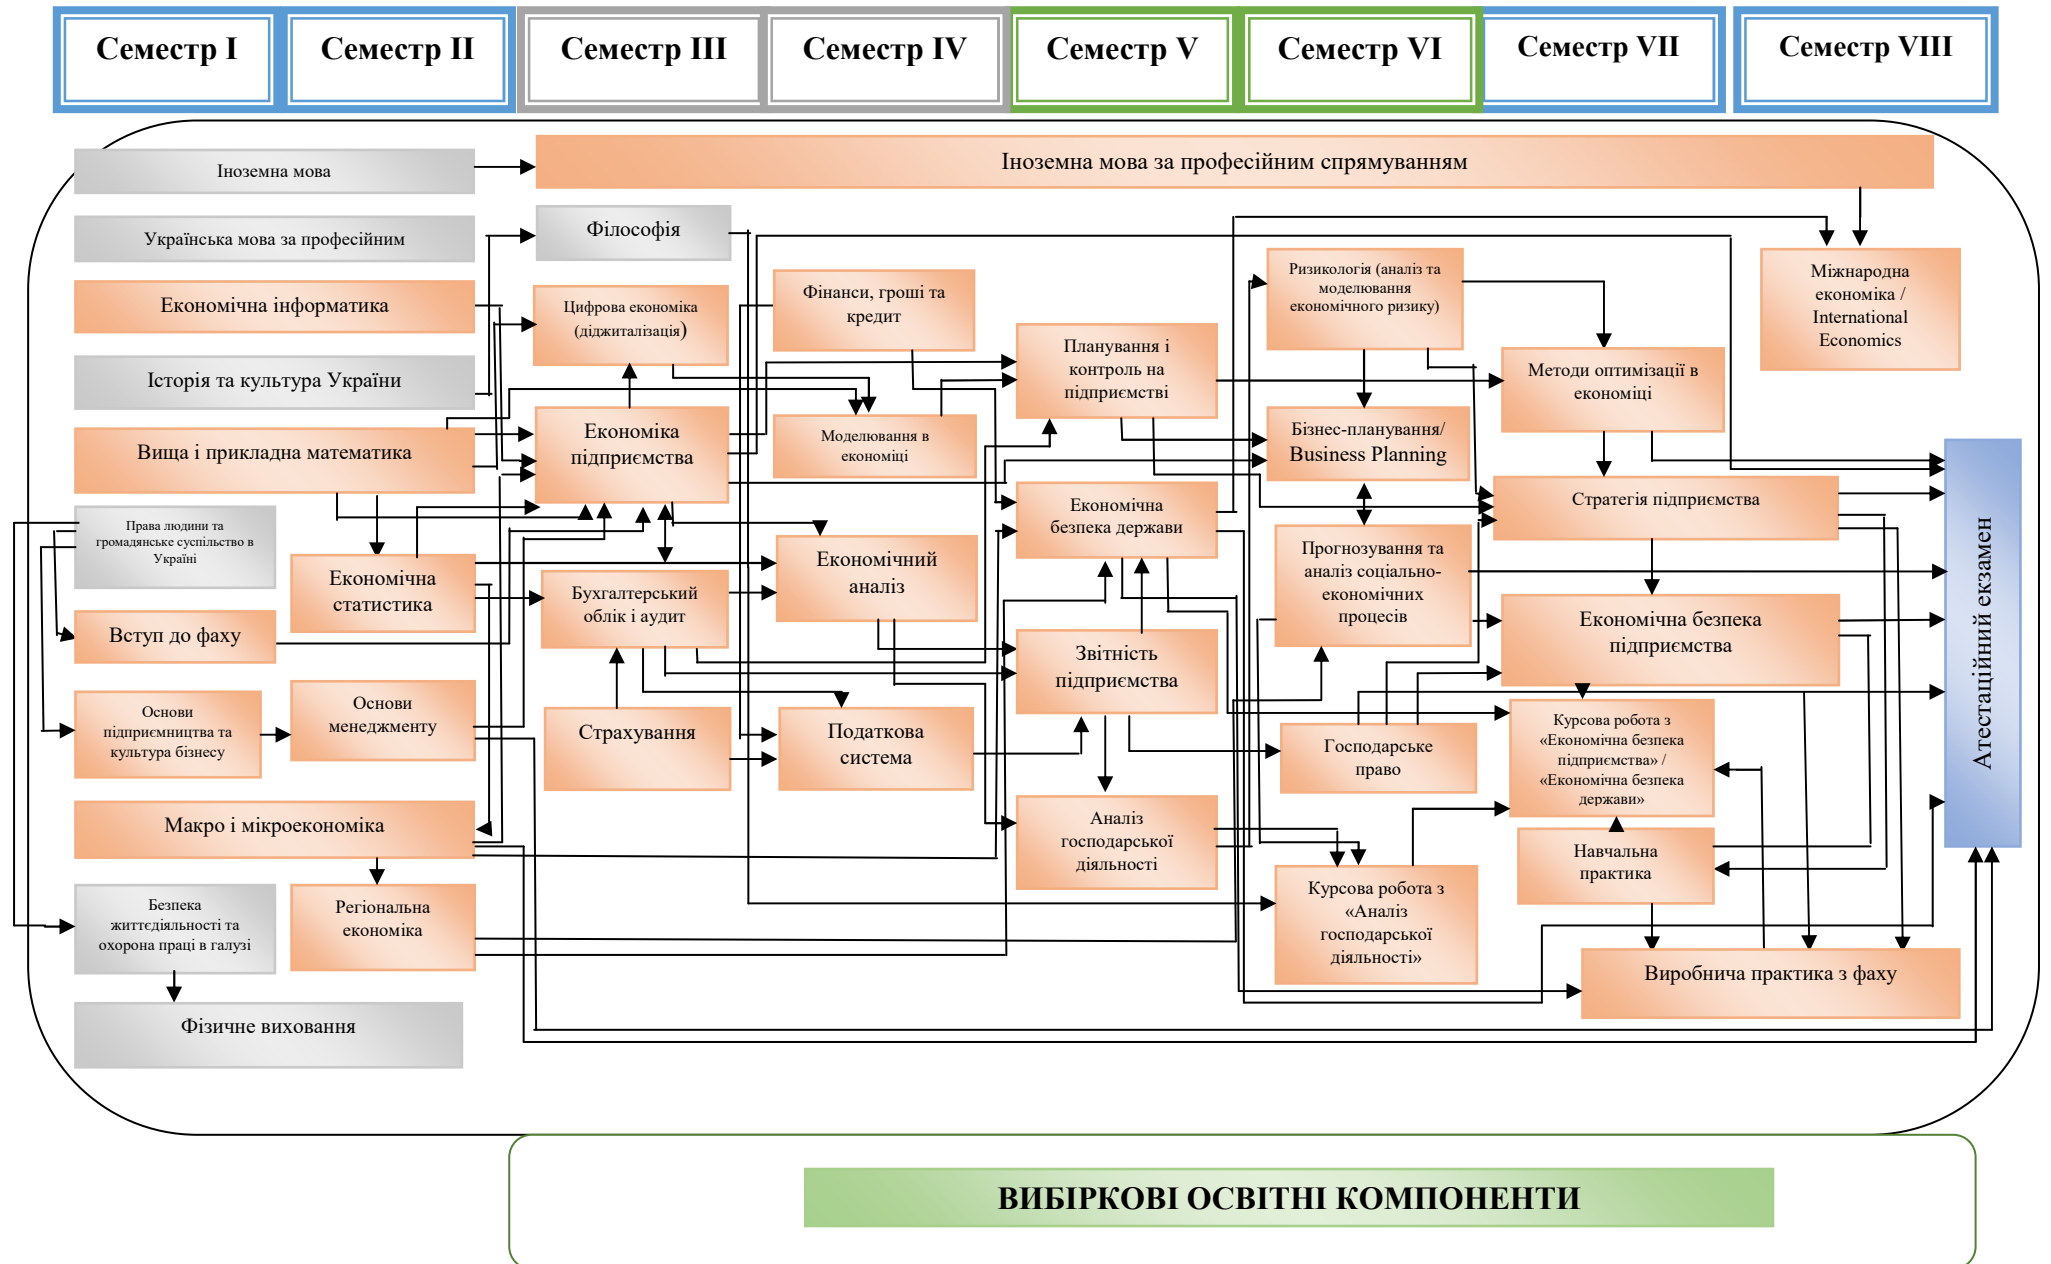 Семестр I
Семестр II
Семестр III
Семестр IV
Семестр V
Семестр VI
Семестр VII
Семестр VIII
Іноземна мова
Іноземна мова за професійним спрямуванням
Українська мова за професійним
Філософія
Економічна інформатика
Історія та культура України
Вища і прикладна математика
Права людини та
громадянське суспільство в
Україні
Економічна
статистика
Вступ до фаху
Основи
підприємництва та
культура бізнесу
Основи
менеджменту
Макро і мікроекономіка
Безпека
життєдіяльності та
охорона праці в галузі
Регіональна
економіка
Фізичне виховання
Цифрова економіка
(діджиталізація)
Економіка
підприємства
Бухгалтерський
облік і аудит
Страхування
Фінанси, гроші та
кредит
Моделювання в
економіці
Економічний
аналіз
Податкова
система
Планування і
контроль на
підприємстві
Економічна
безпека держави
Звітність
підприємства
Аналіз
господарської
діяльності
Ризикологія (аналіз та
моделювання
економічного ризику)
Бізнес-планування/
Business Planning
Прогнозування та
аналіз соціально-
економічних
процесів
Господарське
право
Курсова робота з
«Аналіз
господарської
діяльності»
Методи оптимізації в
економіці
Стратегія підприємства
Економічна безпека
підприємства
Курсова робота з
«Економічна безпека
підприємства» /
«Економічна безпека
держави»
Навчальна
практика
Виробнича практика з фаху
Міжнародна
економіка /
International
Economics
Атестаційний екзамен
ВИБІРКОВІ ОСВІТНІ КОМПОНЕНТИ